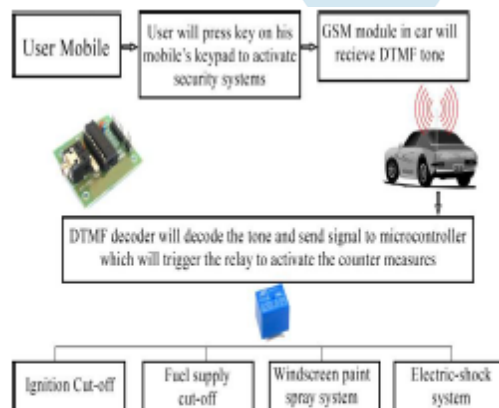 User Mobile
User will press key on his
mobile's keypad to activate
security systems
GSM module in car will
recieve DTMF tone
DTMF decoder will decode the tone and send signal to microcontroller
which will trigger the relay to activate the counter measures
Ignition Cut-off
Fuel supply
cut-off
Windscreen paint
spray system
Electric-shock
system